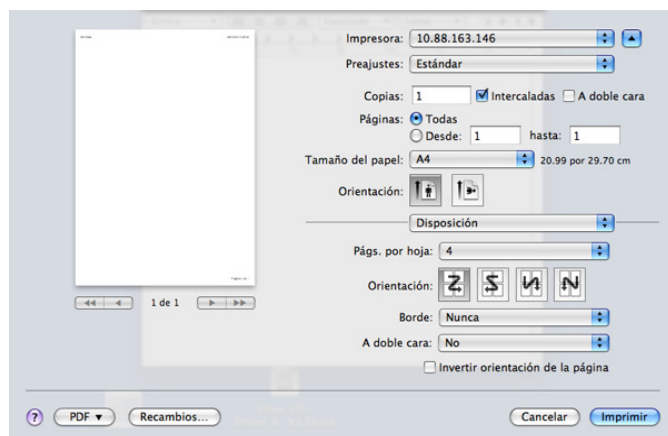 Impresora: 10.88.163.146
Preajustes: Estándar
Copias: 1 Intercaladas A doble cara
Páginas: Todas
Desde: 1 hasta: 1
Tamaño del papel: A4 20.99 por 29.70 cm
Orientación:
Disposición
Págs. por hoja: 4
Orientación:
Borde: Nunca
A doble cara: No
Invertir orientación de la página
1 de 1
? PDF Recambios... Cancelar Imprimir